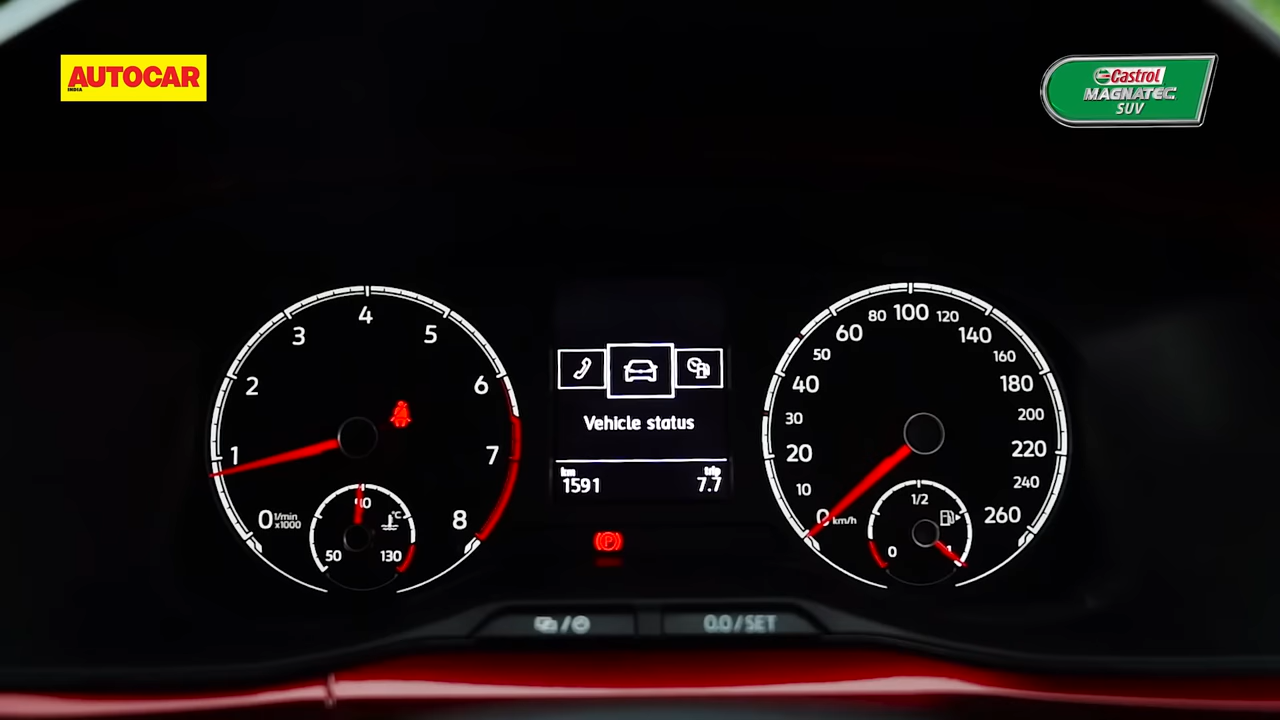 AUTOCAR
INDIA
Castrol
MAGNATEC
SUV
0 1 2 3 4 5 6 7 8
1/min
x1000
50 90 130
°C
Vehicle status
km trip
1591 7.7
(P)
0 10 20 30 40 50 60 80 100 120 140 160 180 200 220 240 260
km/h
0 1/2 1
0.0/SET